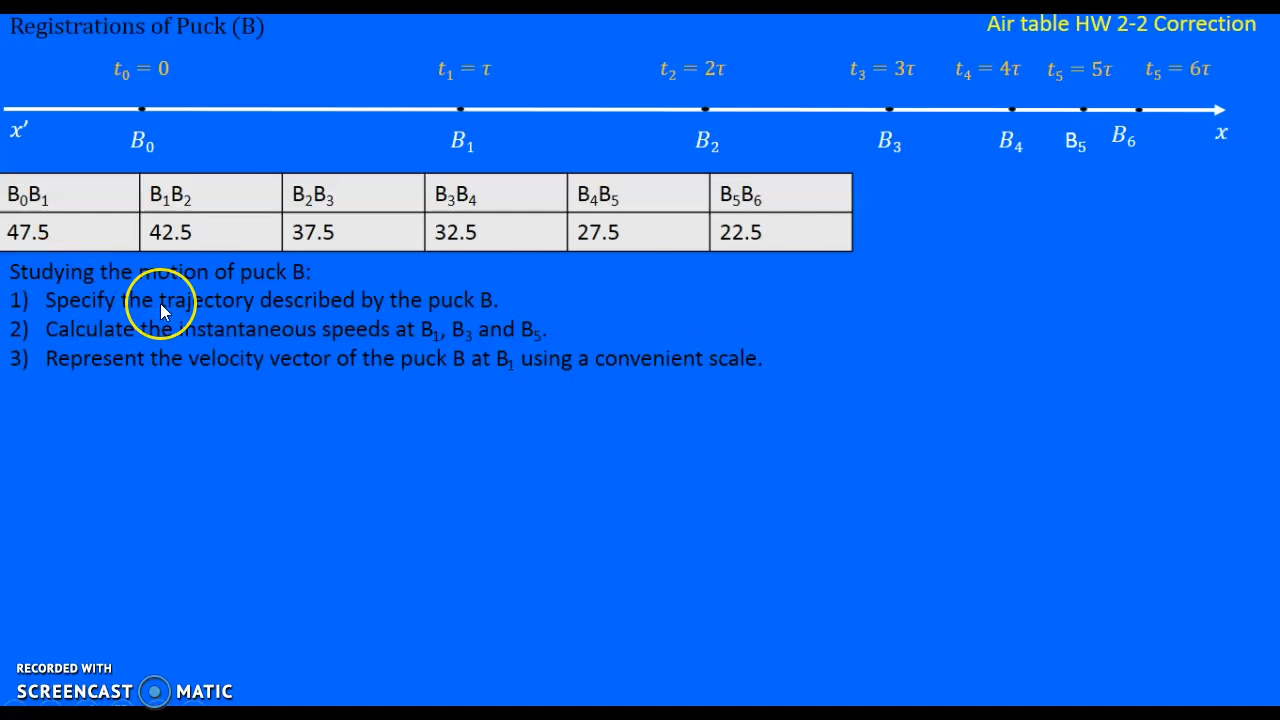 Registrations of Puck (B)
Air table HW 2-2 Correction
t₀ = 0 t₁ = τ t₂ = 2τ t₃ = 3τ t₄ = 4τ t₅ = 5τ t₅ = 6τ
x′ B₀ B₁ B₂ B₃ B₄ B₅ B₆ x
B₀B₁ B₁B₂ B₂B₃ B₃B₄ B₄B₅ B₅B₆
47.5 42.5 37.5 32.5 27.5 22.5
Studying the motion of puck B:
1) Specify the trajectory described by the puck B.
2) Calculate the instantaneous speeds at B₁, B₃ and B₅.
3) Represent the velocity vector of the puck B at B₁ using a convenient scale.
RECORDED WITH
SCREENCAST MATIC